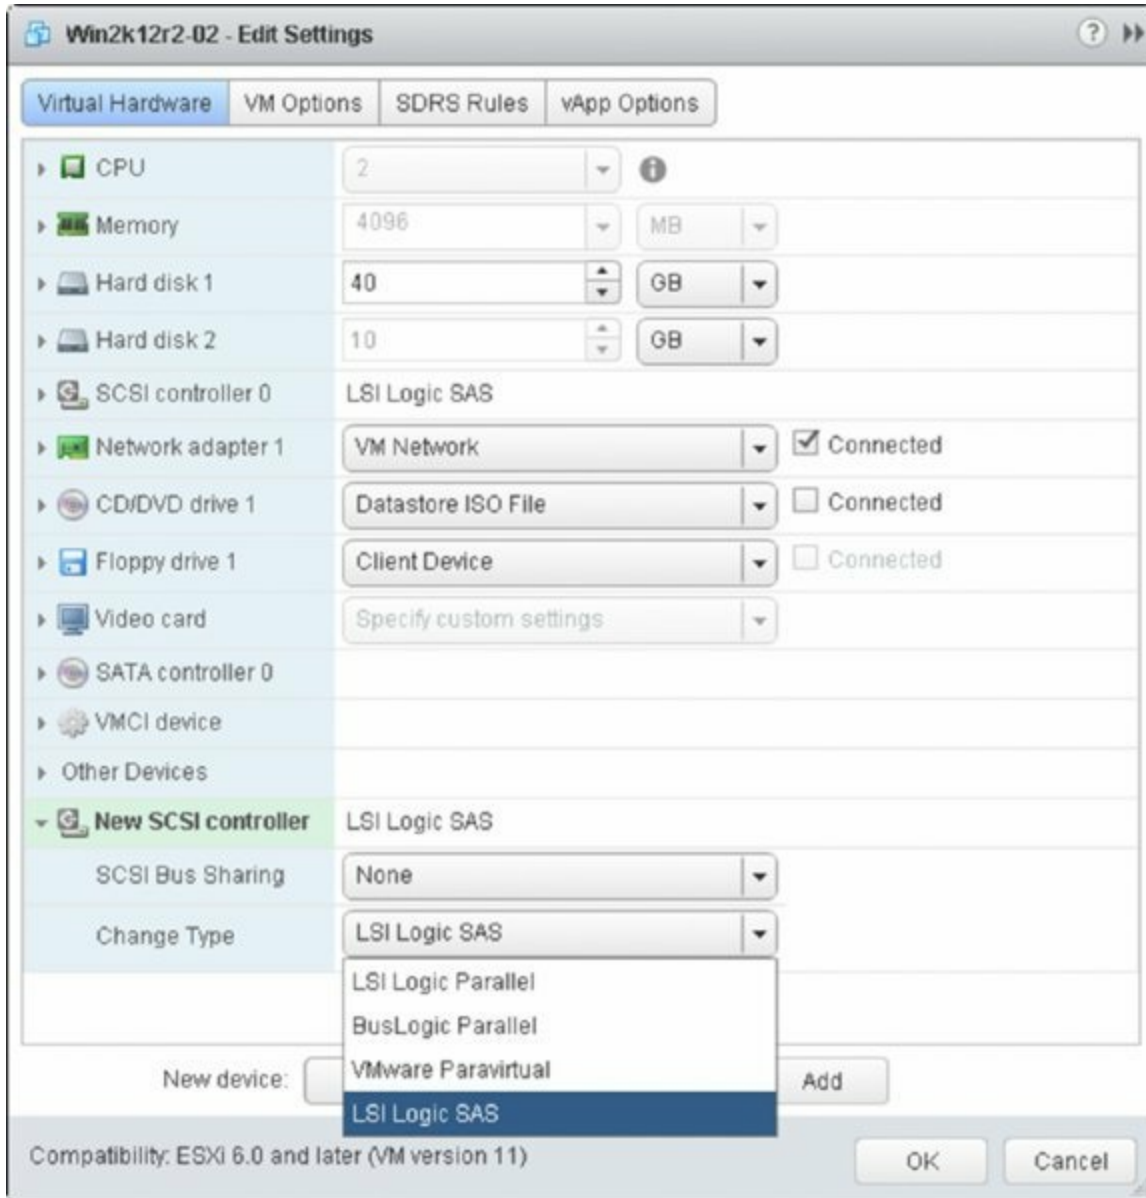 Win2k12r2-02 - Edit Settings ?
Virtual Hardware VM Options SDRS Rules vApp Options
CPU 2
Memory 4096 MB
Hard disk 1 40 GB
Hard disk 2 10 GB
SCSI controller 0 LSI Logic SAS
Network adapter 1 VM Network Connected
CD/DVD drive 1 Datastore ISO File Connected
Floppy drive 1 Client Device Connected
Video card Specify custom settings
SATA controller 0
VMCI device
Other Devices
New SCSI controller LSI Logic SAS
SCSI Bus Sharing None
Change Type LSI Logic SAS
LSI Logic Parallel
BusLogic Parallel
New device: VMware Paravirtual Add
LSI Logic SAS
Compatibility: ESXi 6.0 and later (VM version 11) OK Cancel